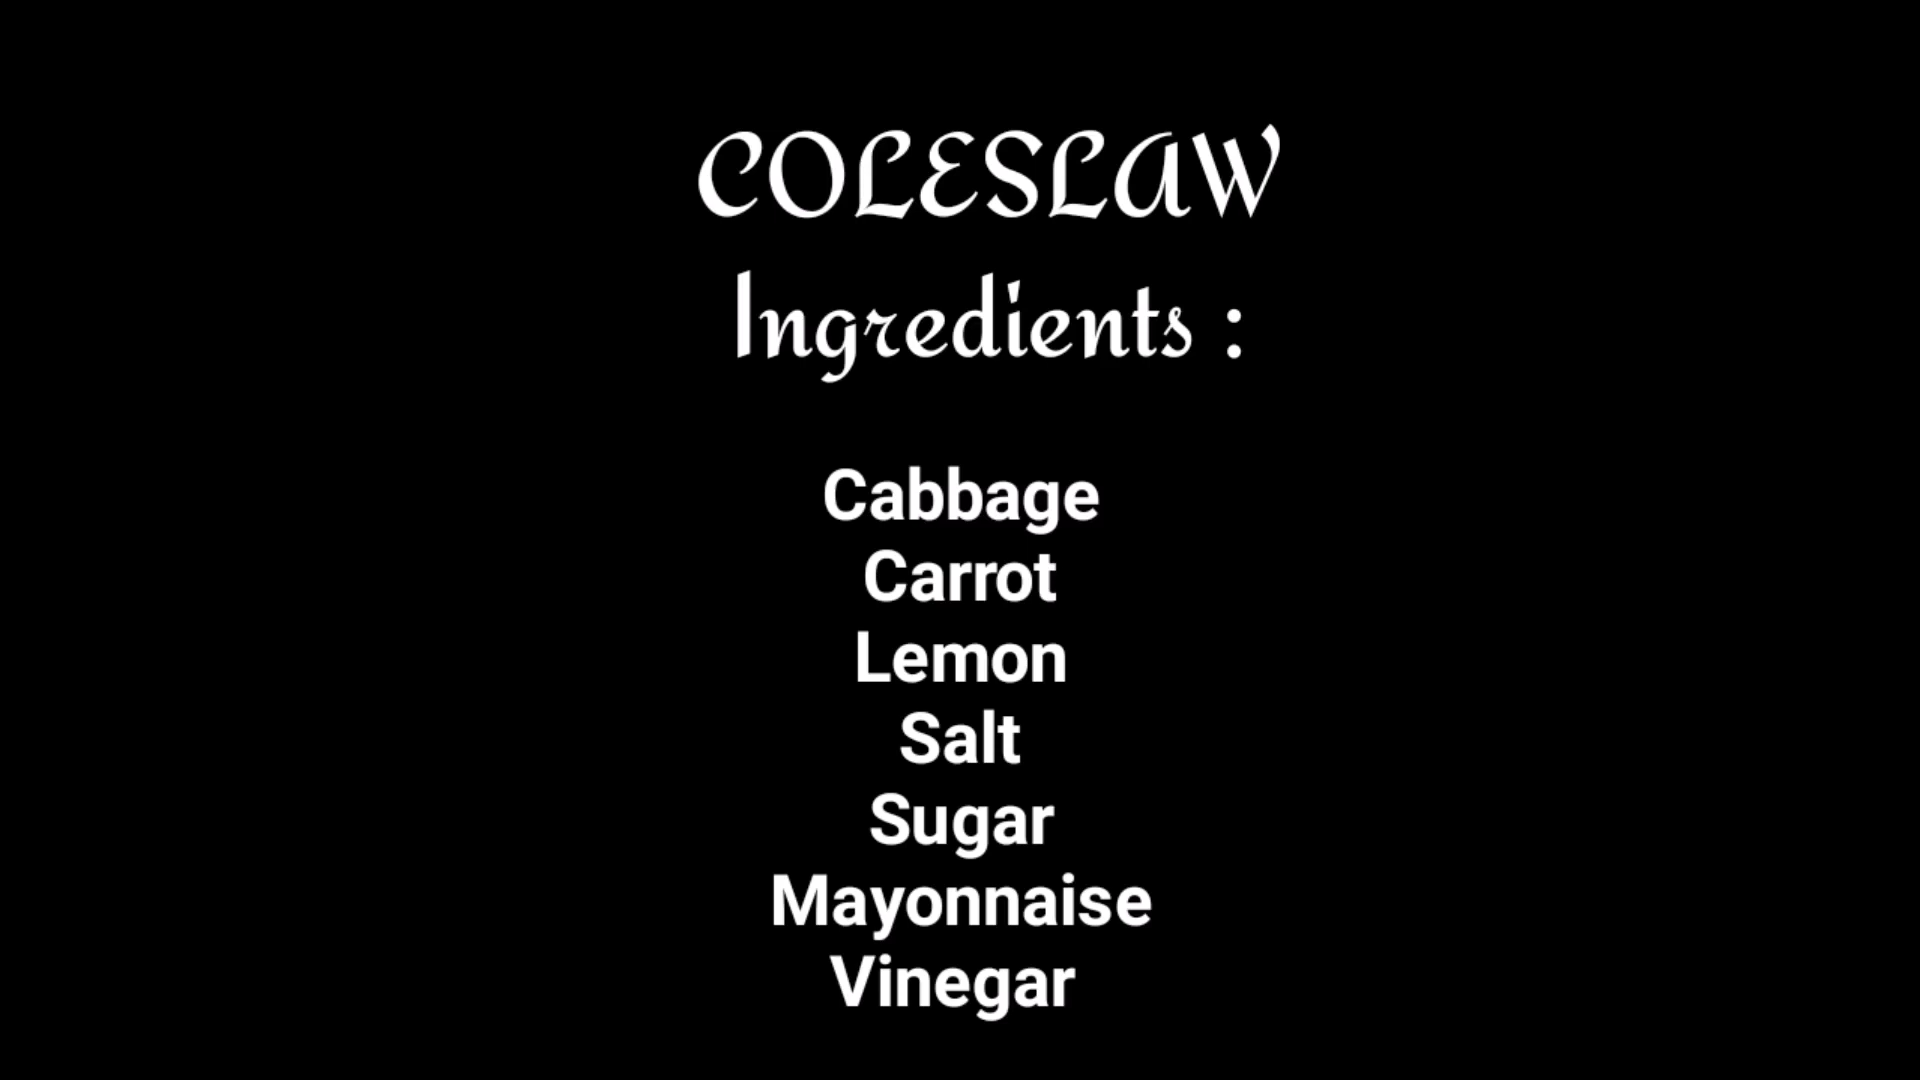 COLESLAW
Ingredients :
Cabbage
Carrot
Lemon
Salt
Sugar
Mayonnaise
Vinegar